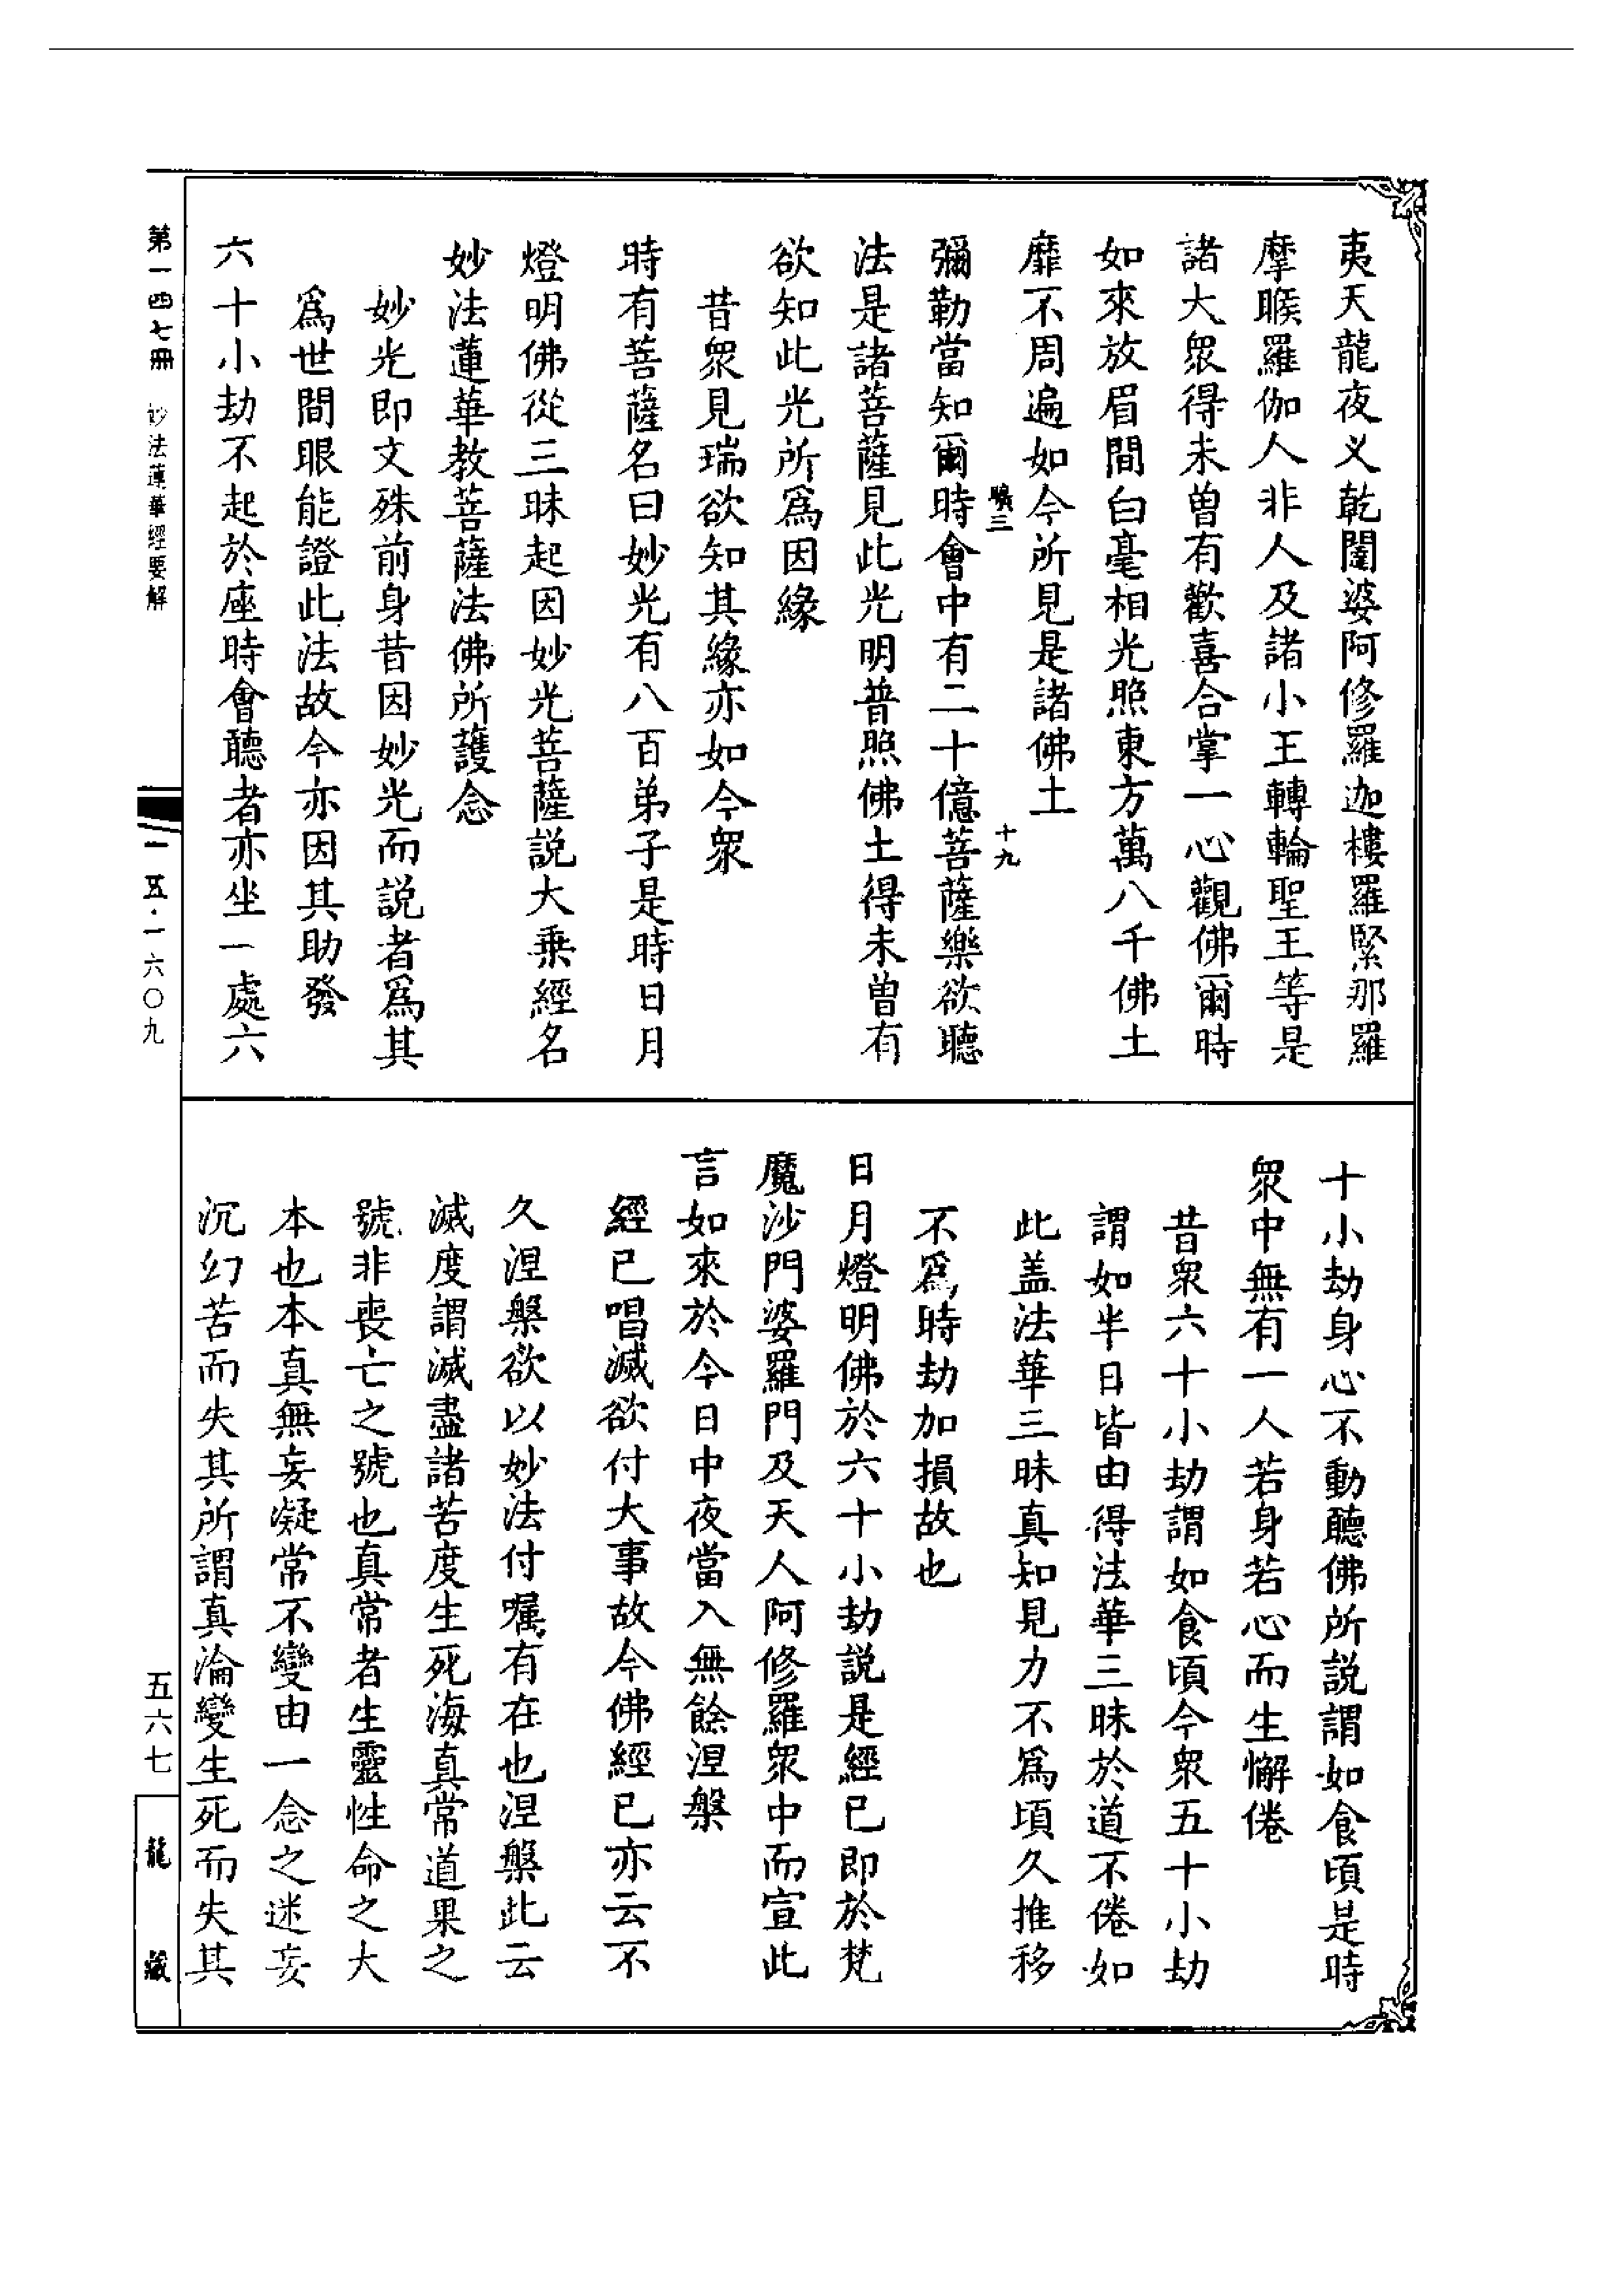 夷天龍夜义乾闥婆阿修羅迦樓羅緊那羅
摩睺羅伽人非人及諸小王轉輪聖王等是
諸大衆得未曽有歡喜合掌一心觀佛爾時
如來放眉間白毫相光照東方萬八千佛土
靡不周遍如今所見是諸佛土
曠三
十九
彌勒當知爾時會中有二十億菩薩樂欲聽
法是諸菩薩見此光明普照佛土得未曽有
欲知此光所爲因緣
昔衆見瑞欲知其緣亦如今衆
時有菩薩名曰妙光有八百弟子是時日月
燈明佛從三昧起因妙光菩薩説大乗經名
妙法蓮華教菩薩法佛所護念
妙光即文殊前身昔因妙光而説者爲其
爲世間眼能證此法故今亦因其助發
六十小劫不起於座時會聽者亦坐一處六
第一四七冊
妙法蓮華經要解
一五·一六〇九
十小劫身心不動聽佛所説謂如食頃是時
衆中無有一人若身若心而生懈倦
昔衆六十小劫謂如食頃今衆五十小劫
謂如半日皆由得法華三昧於道不倦如
此盖法華三昧真知見力不爲頃久推移
不爲時劫加損故也
日月燈明佛於六十小劫説是經已即於梵
魔沙門婆羅門及天人阿修羅衆中而宣此
言如來於今日中夜當入無餘涅槃
經已唱滅欲付大事故今佛經已亦云不
久涅槃欲以妙法付嘱有在也涅槃此云
滅度謂滅盡諸苦度生死海真常道果之
號非喪亡之號也真常者生靈性命之大
本也本真無妄凝常不變由一念之迷妄
沉幻苦而失其所謂真淪變生死而失其
五六七
龍藏